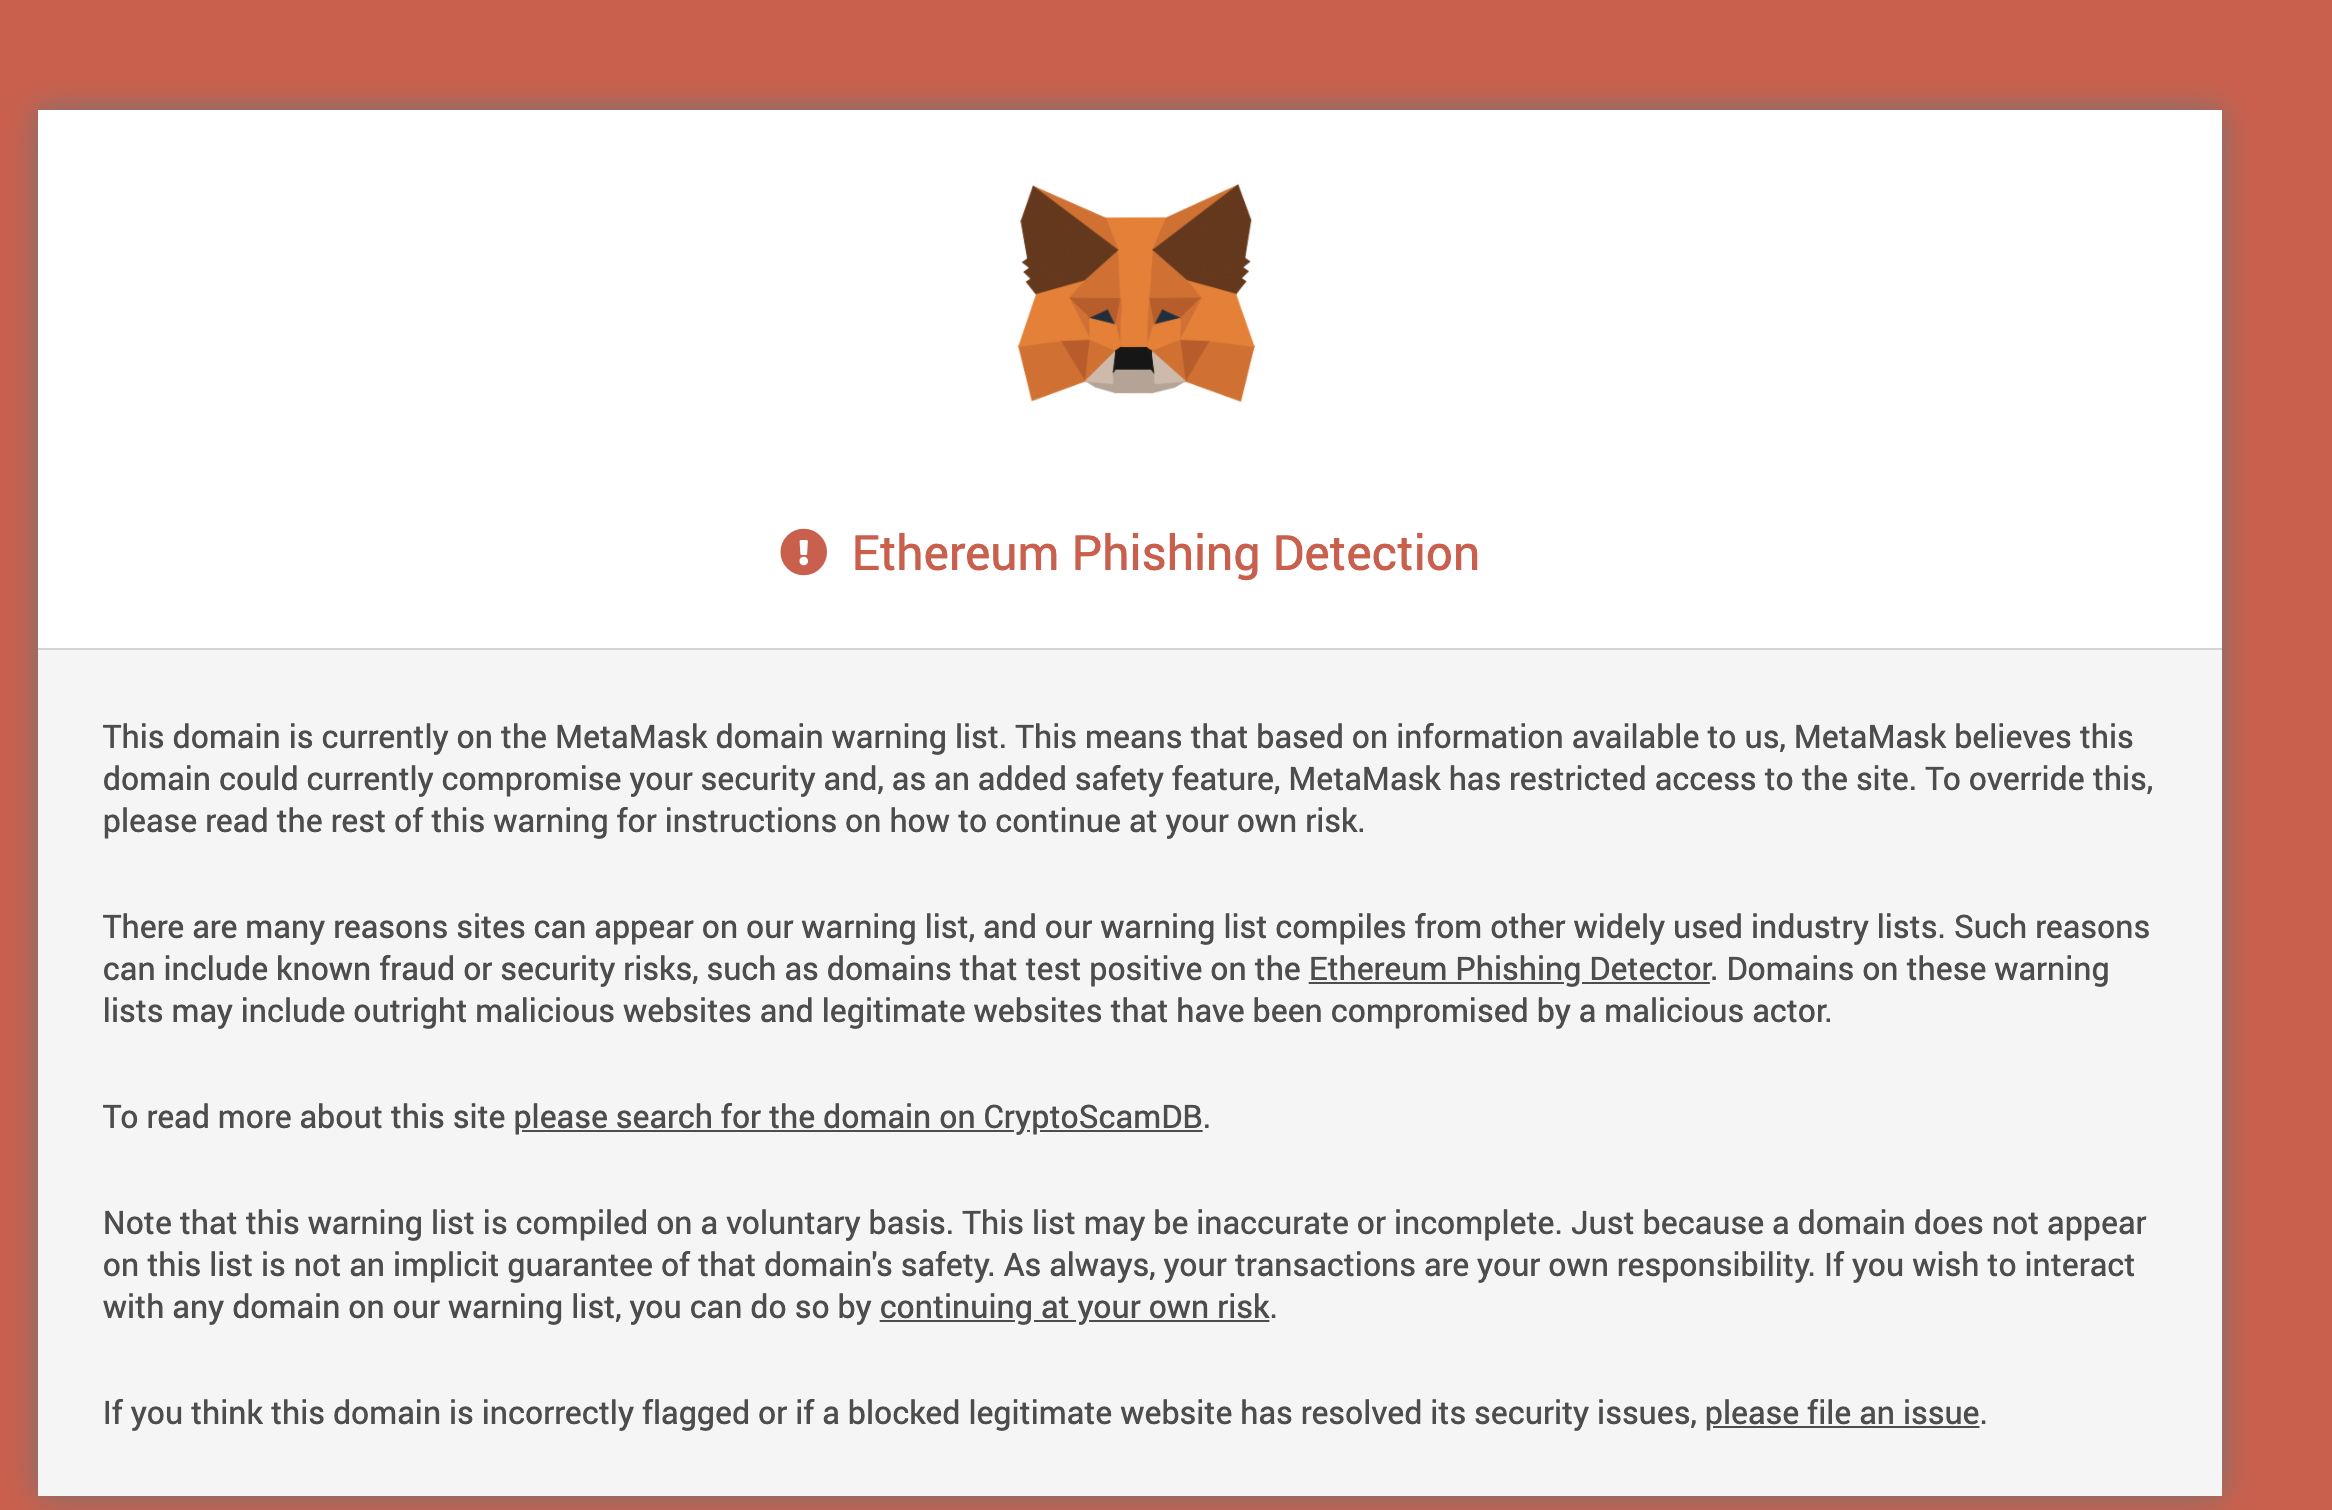 Ethereum Phishing Detection
This domain is currently on the MetaMask domain warning list. This means that based on information available to us, MetaMask believes this
domain could currently compromise your security and, as an added safety feature, MetaMask has restricted access to the site. To override this,
please read the rest of this warning for instructions on how to continue at your own risk.
There are many reasons sites can appear on our warning list, and our warning list compiles from other widely used industry lists. Such reasons
can include known fraud or security risks, such as domains that test positive on the Ethereum Phishing Detector. Domains on these warning
lists may include outright malicious websites and legitimate websites that have been compromised by a malicious actor.
To read more about this site please search for the domain on CryptoScamDB.
Note that this warning list is compiled on a voluntary basis. This list may be inaccurate or incomplete. Just because a domain does not appear
on this list is not an implicit guarantee of that domain's safety. As always, your transactions are your own responsibility. If you wish to interact
with any domain on our warning list, you can do so by continuing at your own risk.
If you think this domain is incorrectly flagged or if a blocked legitimate website has resolved its security issues, please file an issue.